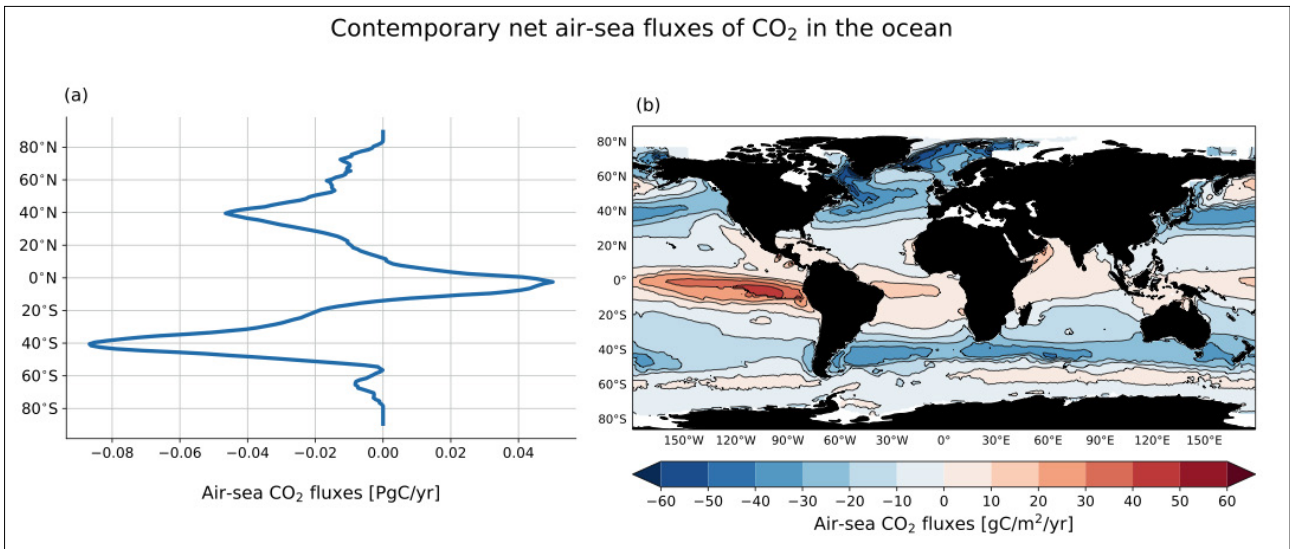 Contemporary net air-sea fluxes of CO₂ in the ocean
(a)
80°N
60°N
40°N
20°N
0°N
20°S
40°S
60°S
80°S
−0.08 −0.06 −0.04 −0.02 0.00 0.02 0.04
Air-sea CO₂ fluxes [PgC/yr]
(b)
80°N
60°N
40°N
20°N
0°
20°S
40°S
60°S
80°S
150°W 120°W 90°W 60°W 30°W 0° 30°E 60°E 90°E 120°E 150°E
−60 −50 −40 −30 −20 −10 0 10 20 30 40 50 60
Air-sea CO₂ fluxes [gC/m²/yr]